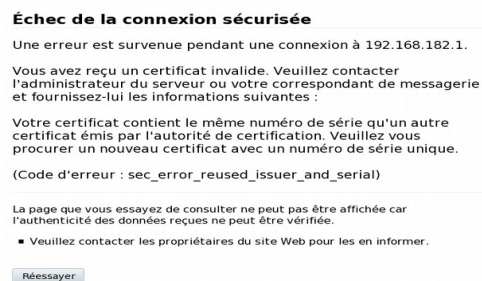 Échec de la connexion sécurisée
Une erreur est survenue pendant une connexion à 192.168.182.1.
Vous avez reçu un certificat invalide. Veuillez contacter
l'administrateur du serveur ou votre correspondant de messagerie
et fournissez-lui les informations suivantes :
Votre certificat contient le même numéro de série qu'un autre
certificat émis par l'autorité de certification. Veuillez vous
procurer un nouveau certificat avec un numéro de série unique.
(Code d'erreur : sec_error_reused_issuer_and_serial)
La page que vous essayez de consulter ne peut pas être affichée car
l'authenticité des données reçues ne peut être vérifiée.
▪ Veuillez contacter les propriétaires du site Web pour les en informer.
Réessayer